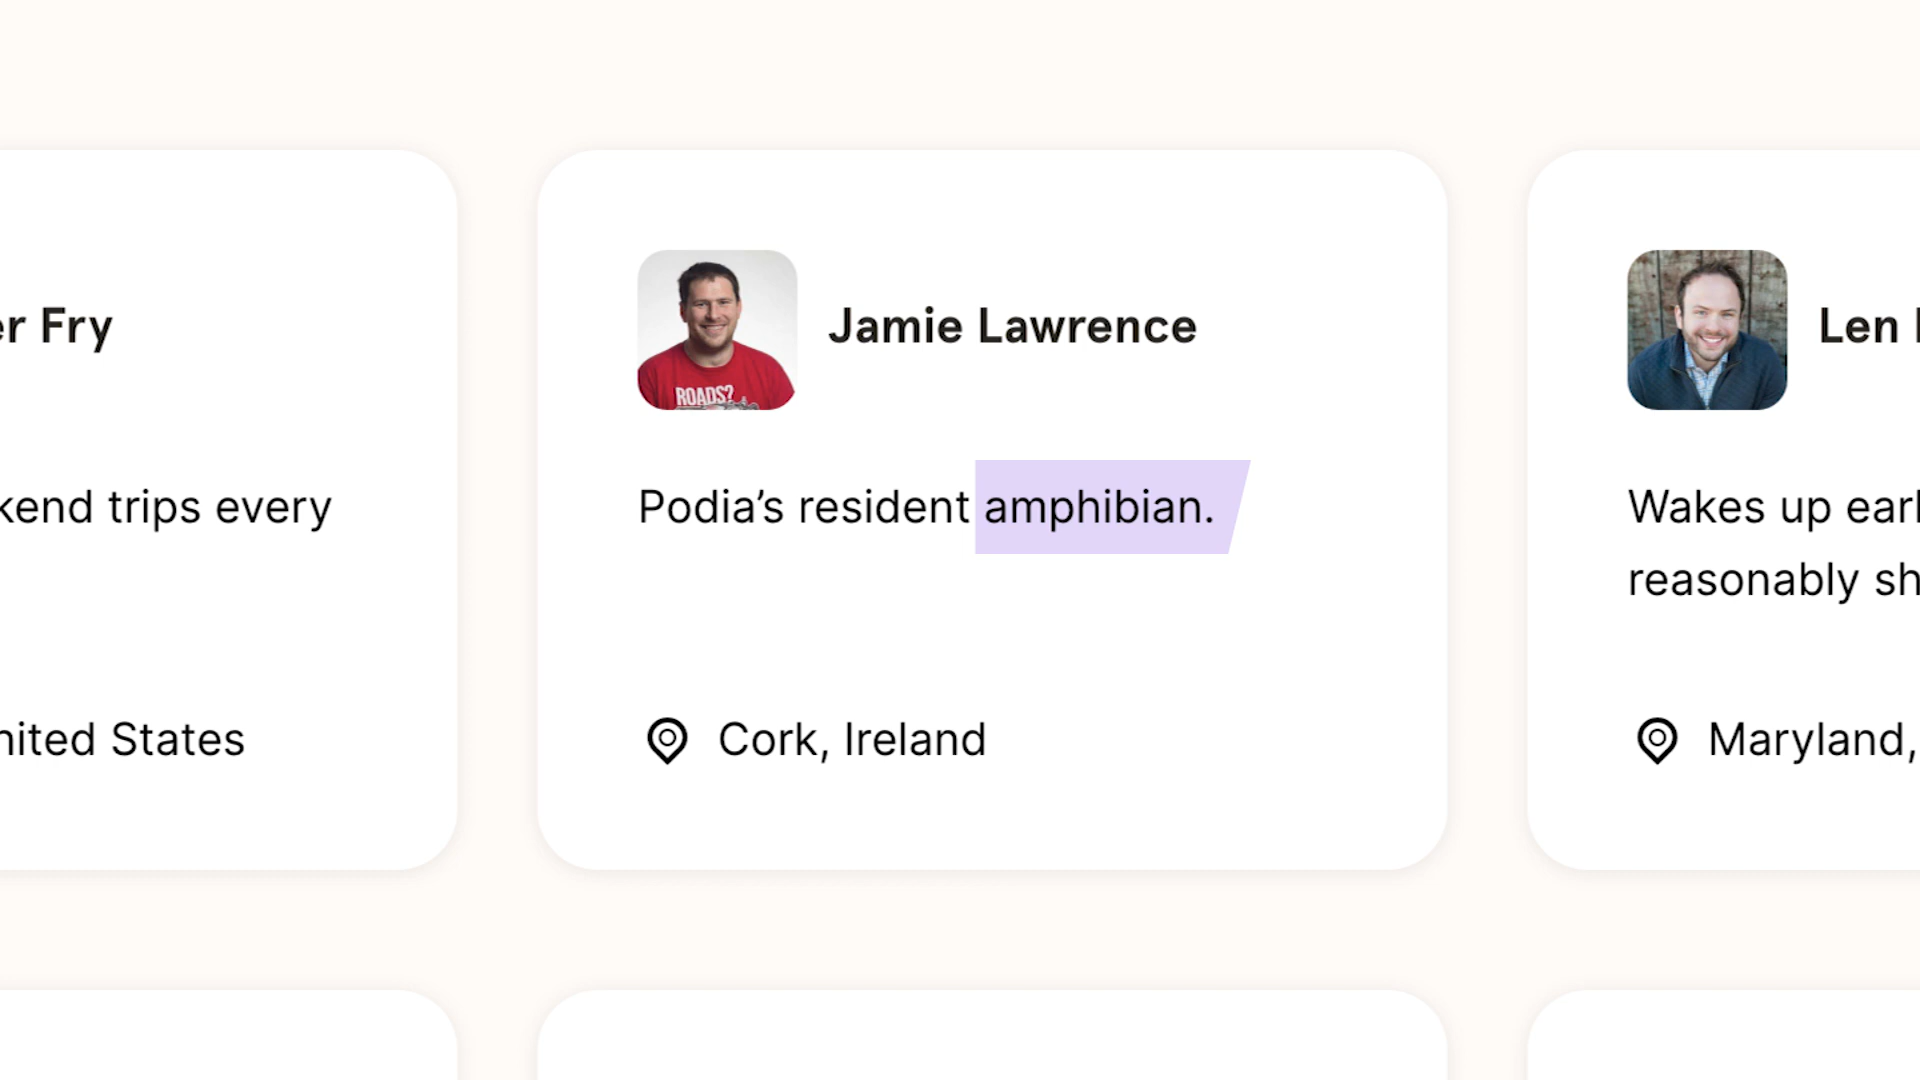 er Fry
kend trips every
nited States
Jamie Lawrence
ROADS?
Podia’s resident amphibian.
Cork, Ireland
Len
Wakes up earl
reasonably sh
Maryland,